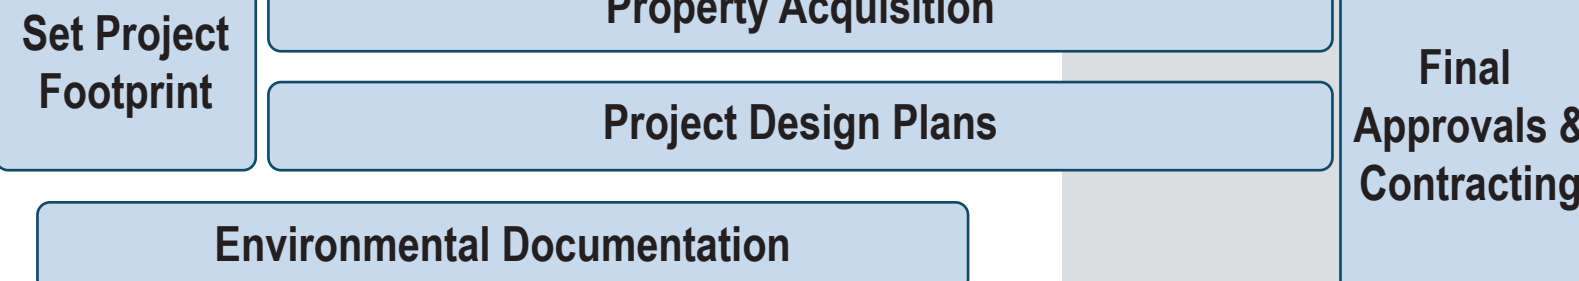 Property Acquisition
Set Project
Footprint
Project Design Plans
Final
Approvals &
Contracting
Environmental Documentation